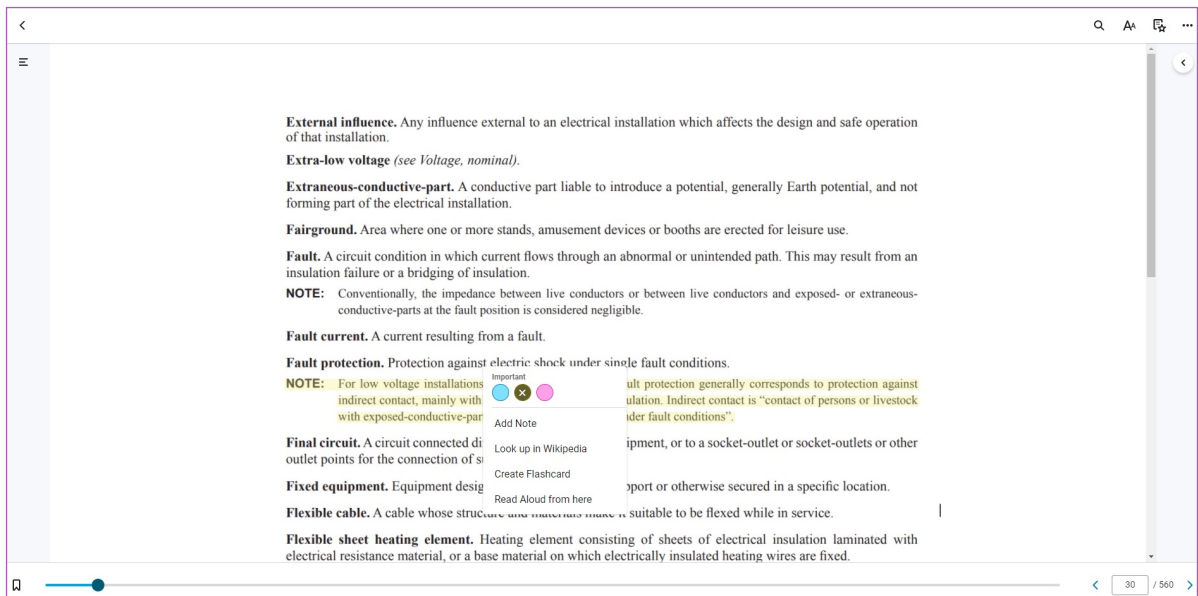 External influence. Any influence external to an electrical installation which affects the design and safe operation
of that installation.
Extra-low voltage (see Voltage, nominal).
Extraneous-conductive-part. A conductive part liable to introduce a potential, generally Earth potential, and not
forming part of the electrical installation.
Fairground. Area where one or more stands, amusement devices or booths are erected for leisure use.
Fault. A circuit condition in which current flows through an abnormal or unintended path. This may result from an
insulation failure or a bridging of insulation.
NOTE: Conventionally, the impedance between live conductors or between live conductors and exposed- or extraneous-
conductive-parts at the fault position is considered negligible.
Fault current. A current resulting from a fault.
Fault protection. Protection against electric shock under single fault conditions.
NOTE: For low voltage installations ult protection generally corresponds to protection against
indirect contact, mainly with ulation. Indirect contact is “contact of persons or livestock
with exposed-conductive-par der fault conditions”.
Important
Add Note
Look up in Wikipedia
Create Flashcard
Read Aloud from here
Final circuit. A circuit connected di ipment, or to a socket-outlet or socket-outlets or other
outlet points for the connection of s
Fixed equipment. Equipment desig port or otherwise secured in a specific location.
Flexible cable. A cable whose structure and materials make it suitable to be flexed while in service.
Flexible sheet heating element. Heating element consisting of sheets of electrical insulation laminated with
electrical resistance material, or a base material on which electrically insulated heating wires are fixed.
30 / 560